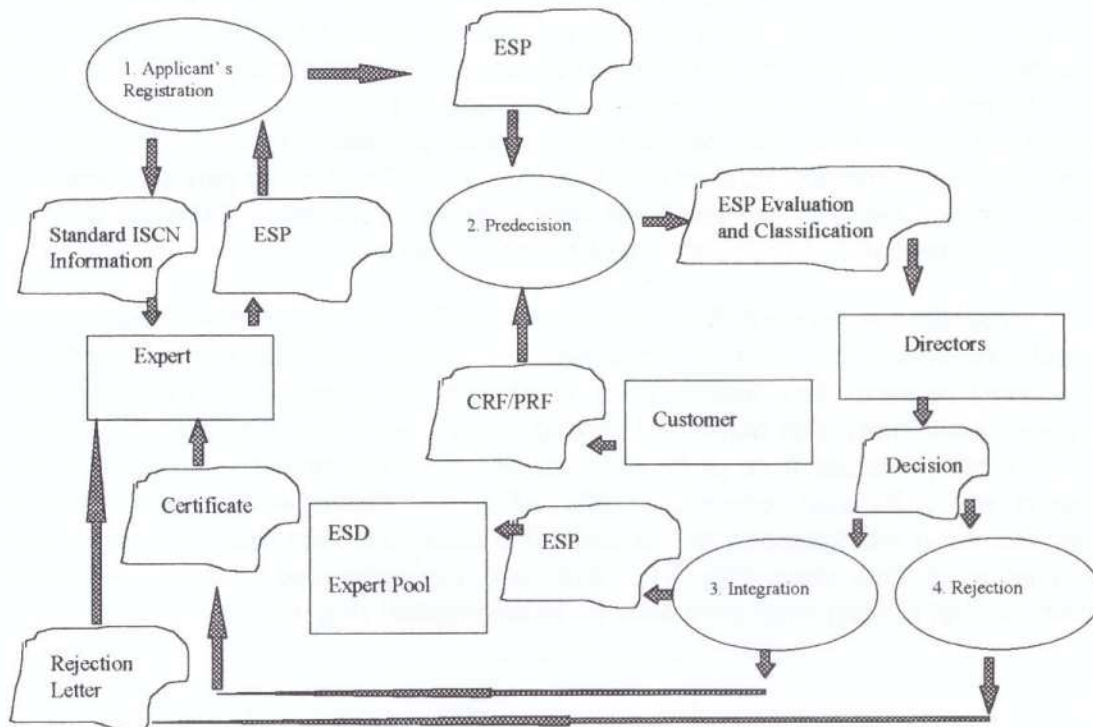 ESP
1. Applicant's
Registration
Standard ISCN
Information
ESP
2. Predecision
ESP Evaluation
and Classification
Expert
Directors
CRF/PRF
Customer
Decision
Certificate
ESD
Expert Pool
ESP
3. Integration
4. Rejection
Rejection
Letter